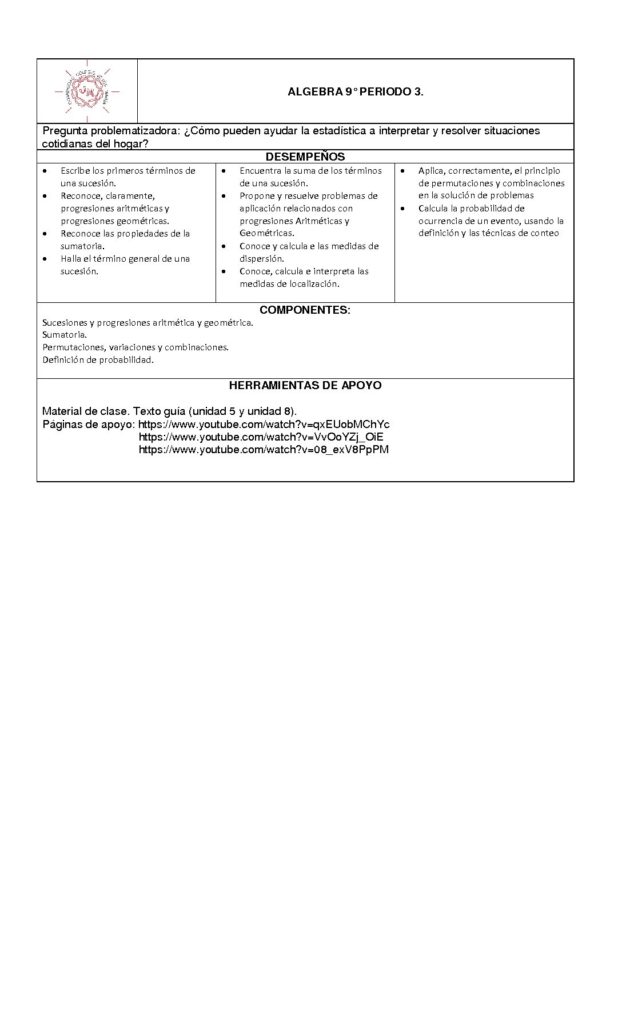 ALGEBRA 9° PERIODO 3.
Pregunta problematizadora: ¿Cómo pueden ayudar la estadística a interpretar y resolver situaciones
cotidianas del hogar?
DESEMPEÑOS
• Escribe los primeros términos de
una sucesión.
• Reconoce, claramente,
progresiones aritméticas y
progresiones geométricas.
• Reconoce las propiedades de la
sumatoria.
• Halla el término general de una
sucesión.
• Encuentra la suma de los términos
de una sucesión.
• Propone y resuelve problemas de
aplicación relacionados con
progresiones Aritméticas y
Geométricas.
• Conoce y calcula e las medidas de
dispersión.
• Conoce, calcula e interpreta las
medidas de localización.
• Aplica, correctamente, el principio
de permutaciones y combinaciones
en la solución de problemas
• Calcula la probabilidad de
ocurrencia de un evento, usando la
definición y las técnicas de conteo
COMPONENTES:
Sucesiones y progresiones aritmética y geométrica.
Sumatoria.
Permutaciones, variaciones y combinaciones.
Definición de probabilidad.
HERRAMIENTAS DE APOYO
Material de clase. Texto guía (unidad 5 y unidad 8).
Páginas de apoyo: https://www.youtube.com/watch?v=qxEUobMChYc
https://www.youtube.com/watch?v=VvOoYZj_OiE
https://www.youtube.com/watch?v=08_exV8PpPM